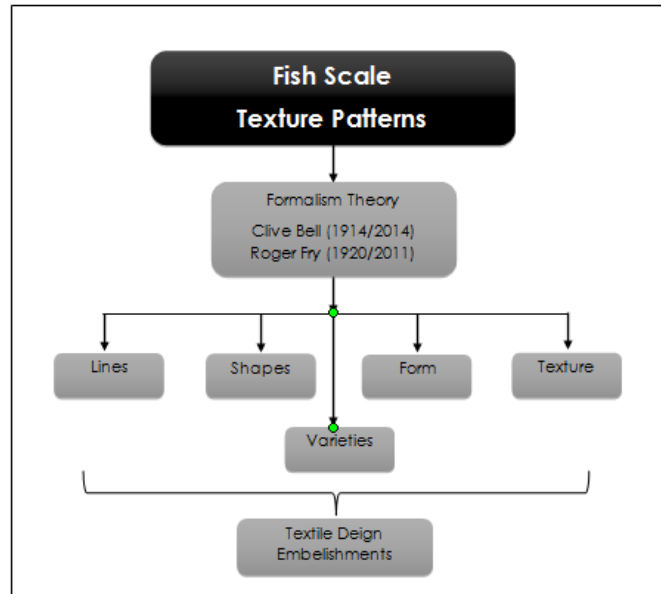 Fish Scale
Texture Patterns
Formalism Theory
Clive Bell (1914/2014)
Roger Fry (1920/2011)
Lines
Shapes
Form
Texture
Varieties
Textile Deign
Embelishments